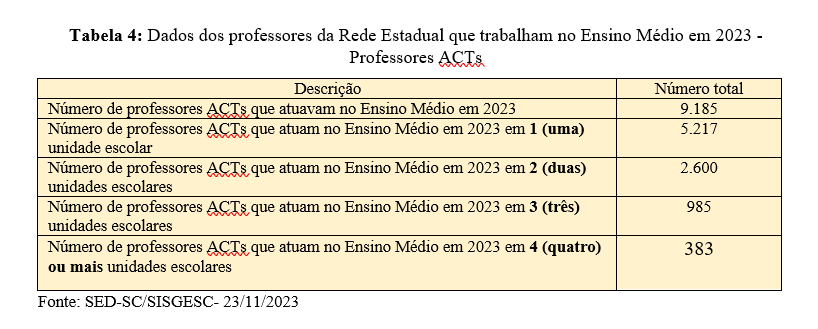 Tabela 4: Dados dos professores da Rede Estadual que trabalham no Ensino Médio em 2023 -
Professores ACTs
Descrição Número total
Número de professores ACTs que atuavam no Ensino Médio em 2023 9.185
Número de professores ACTs que atuam no Ensino Médio em 2023 em 1 (uma)
unidade escolar 5.217
Número de professores ACTs que atuam no Ensino Médio em 2023 em 2 (duas)
unidades escolares 2.600
Número de professores ACTs que atuam no Ensino Médio em 2023 em 3 (três)
unidades escolares 985
Número de professores ACTs que atuam no Ensino Médio em 2023 em 4 (quatro)
ou mais unidades escolares 383
Fonte: SED-SC/SISGESC- 23/11/2023